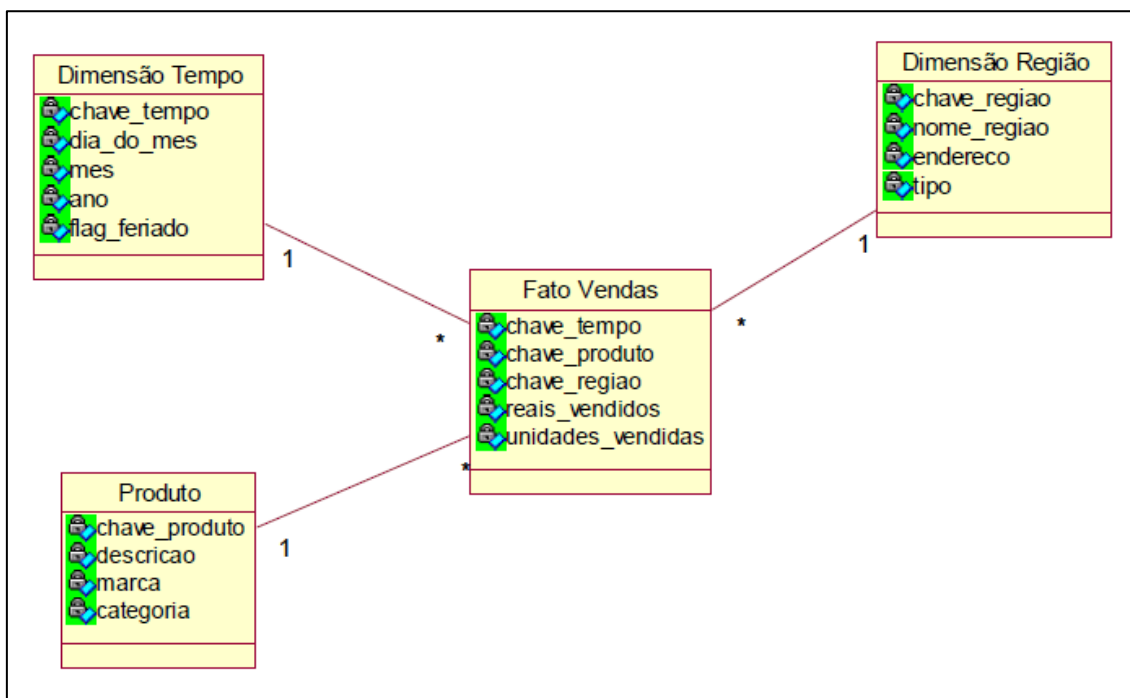 Dimensão Tempo
chave_tempo
dia_do_mes
mes
ano
flag_feriado
1
*
Dimensão Região
chave_regiao
nome_regiao
endereco
tipo
1
*
Fato Vendas
chave_tempo
chave_produto
chave_regiao
reais_vendidos
unidades_vendidas
*
1
Produto
chave_produto
descricao
marca
categoria